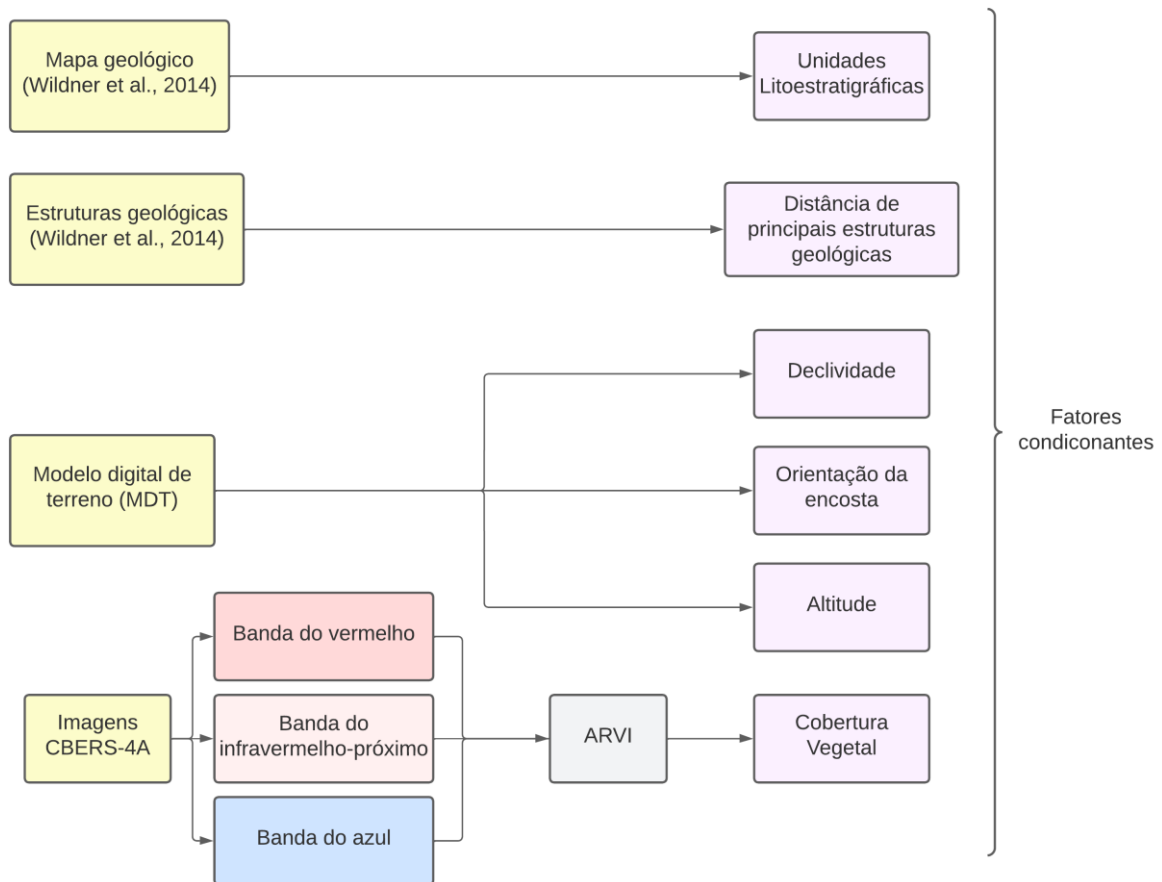 Mapa geológico
(Wildner et al., 2014)
Unidades
Litoestratigráficas
Estruturas geológicas
(Wildner et al., 2014)
Distância de
principais estruturas
geológicas
Declividade
Modelo digital de
terreno (MDT)
Orientação da
encosta
Altitude
Fatores
condiconantes
Banda do vermelho
Imagens
CBERS-4A
Banda do
infravermelho-próximo
ARVI
Cobertura
Vegetal
Banda do azul